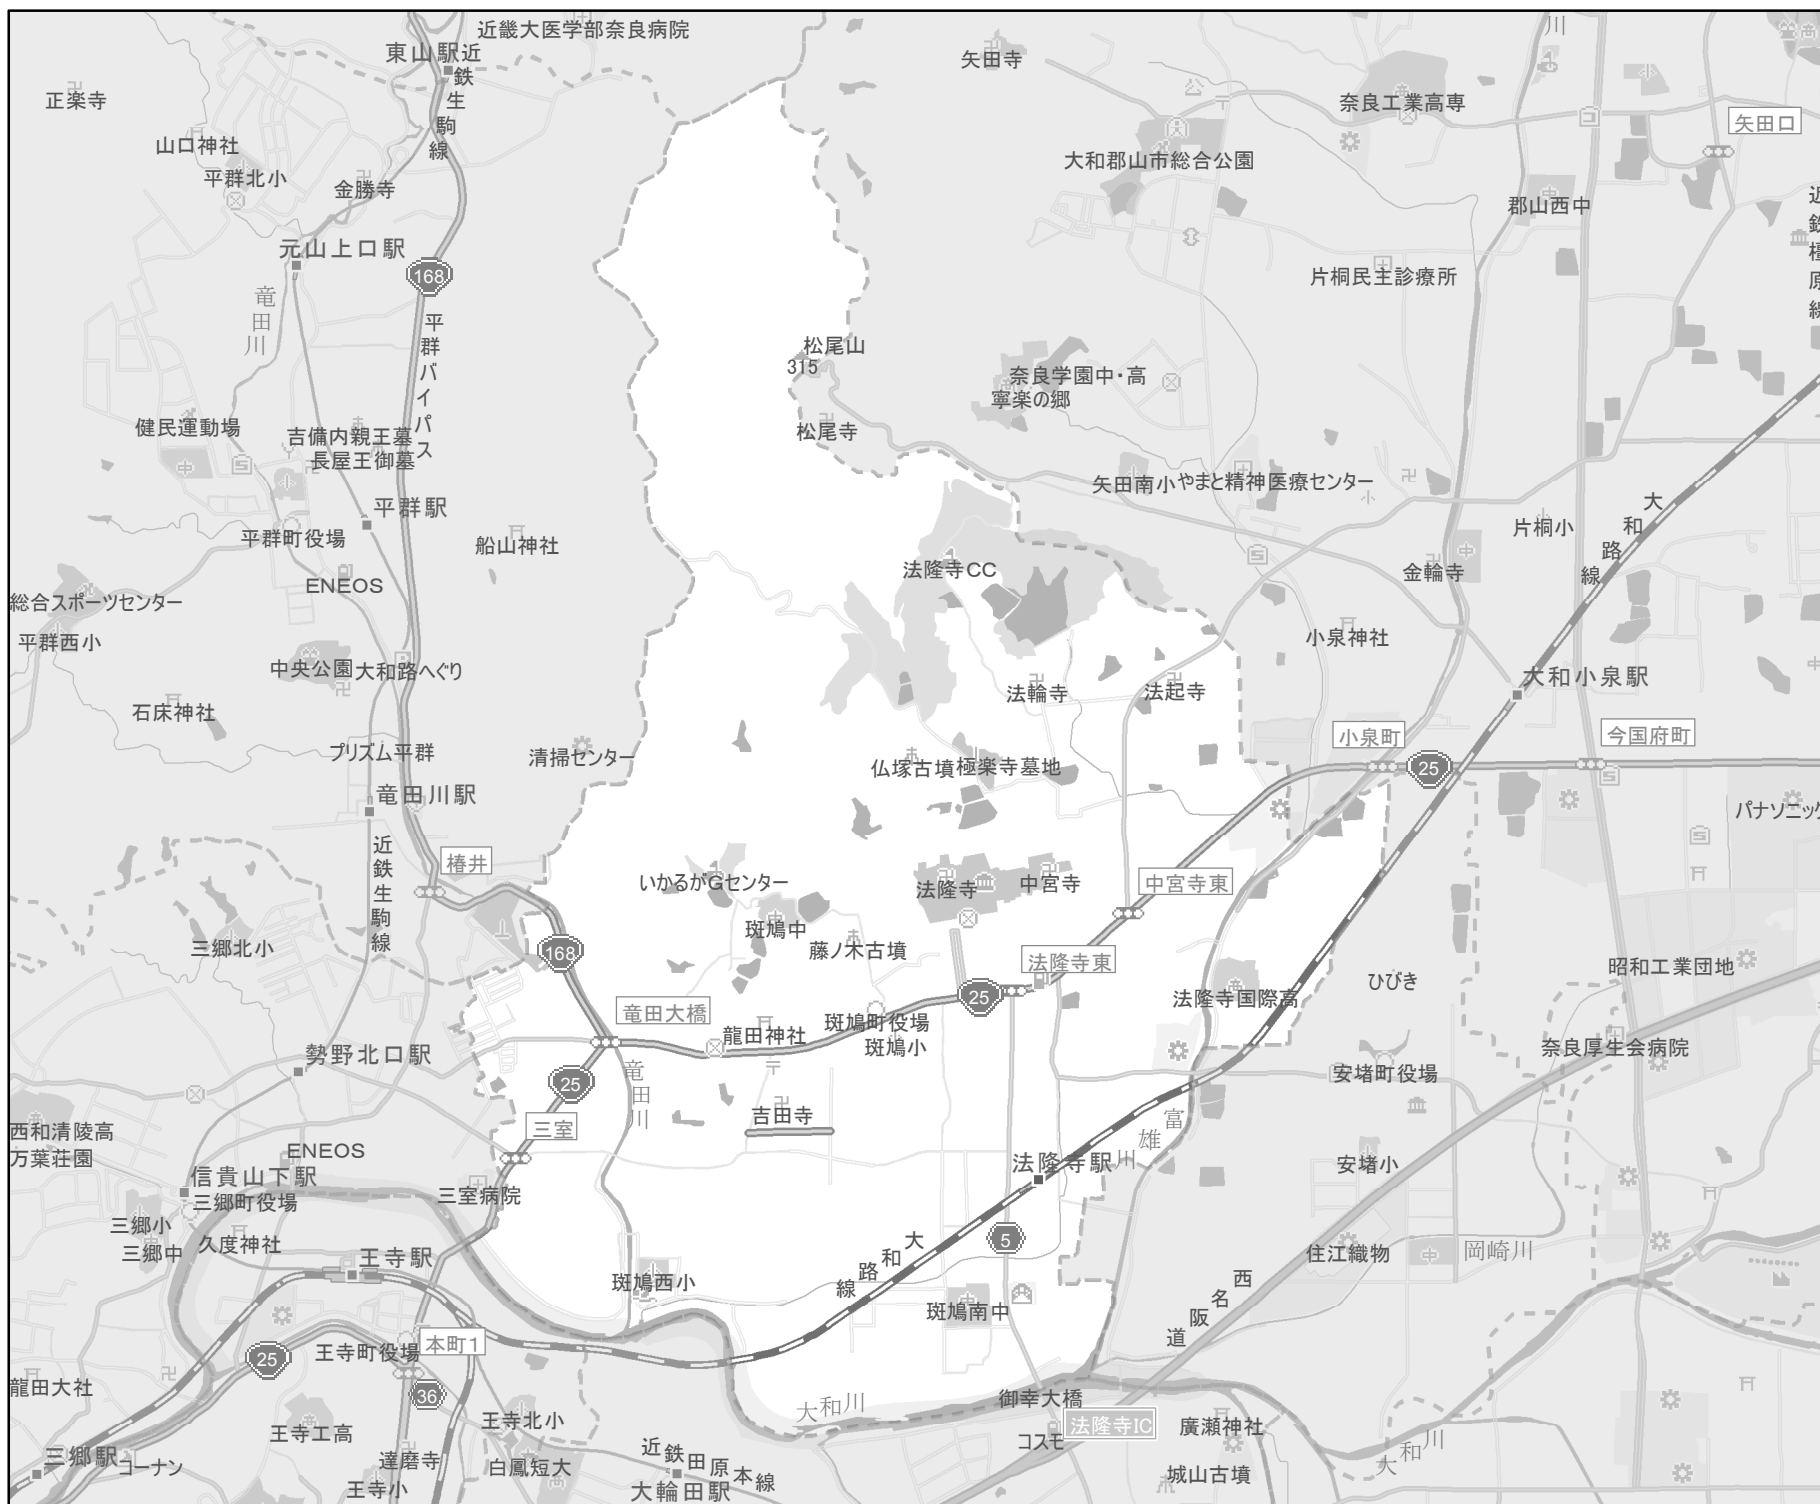 近畿大医学部奈良病院
東山駅
近鉄生駒線
矢田寺
正楽寺
奈良工業高専
矢田口
山口神社
平群北小
金勝寺
大和郡山市総合公園
郡山西中
元山上口駅
168
片桐民主診療所
竜田川
平群バイパス
松尾山
315
奈良学園中・高
寧楽の郷
健民運動場
吉備内親王墓
長屋王御墓
松尾寺
矢田南小
やまと精神医療センター
平群駅
大和路線
片桐小
平群町役場
船山神社
法隆寺CC
金輪寺
ENEOS
総合スポーツセンター
平群西小
小泉神社
中央公園
大和路へぐり
法輪寺
法起寺
大和小泉駅
石床神社
プリズム平群
清掃センター
小泉町
今国府町
25
仏塚古墳
極楽寺墓地
竜田川駅
パナソニック
近鉄生駒線
椿井
いかるがGセンター
法隆寺
中宮寺
中宮寺東
斑鳩中
藤ノ木古墳
三郷北小
168
法隆寺東
昭和工業団地
ひびき
25
法隆寺国際高
竜田大橋
龍田神社
斑鳩町役場
斑鳩小
勢野北口駅
奈良厚生会病院
25
竜田川
安堵町役場
三室
吉田寺
富雄川
西和清陵高
万葉荘園
ENEOS
信貴山下駅
法隆寺駅
安堵小
三郷町役場
三室病院
三郷小
久度神社
三郷中
王寺駅
大和路線
5
住江織物
岡崎川
斑鳩西小
斑鳩南中
西名阪道
本町1
王寺町役場
25
36
龍田大社
大和川
御幸大橋
法隆寺IC
廣瀬神社
王寺北小
王寺工高
コスモ
大和川
三郷駅
コーナン
達磨寺
白鳳短大
近鉄田原本線
大輪田駅
王寺小
城山古墳